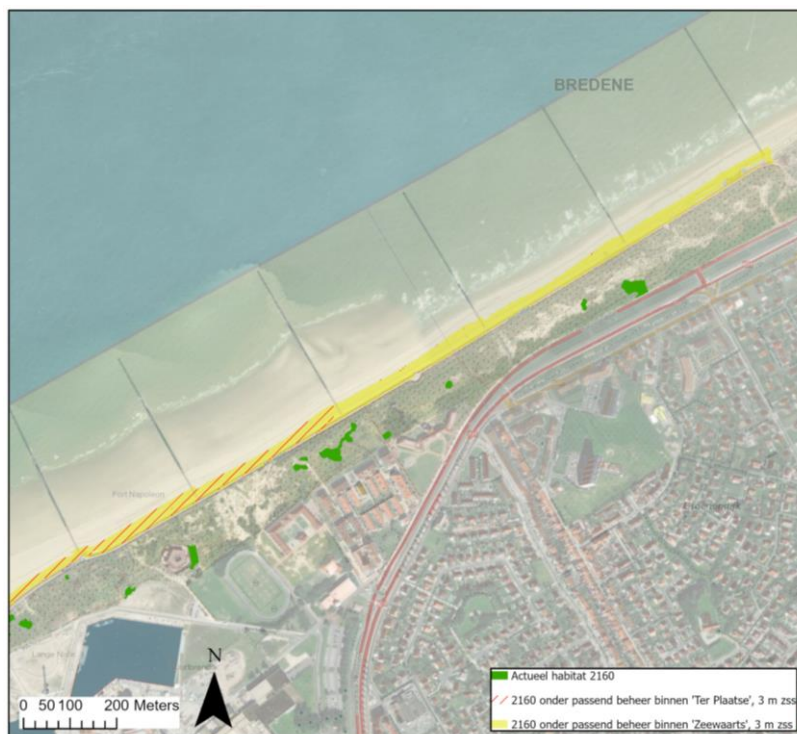 BREDENE
Fort Napoleon
N
0 50 100 200 Meters
Actueel habitat 2160
2160 onder passend beheer binnen 'Ter Plaatse', 3 m zss
2160 onder passend beheer binnen 'Zeewaarts', 3 m zss